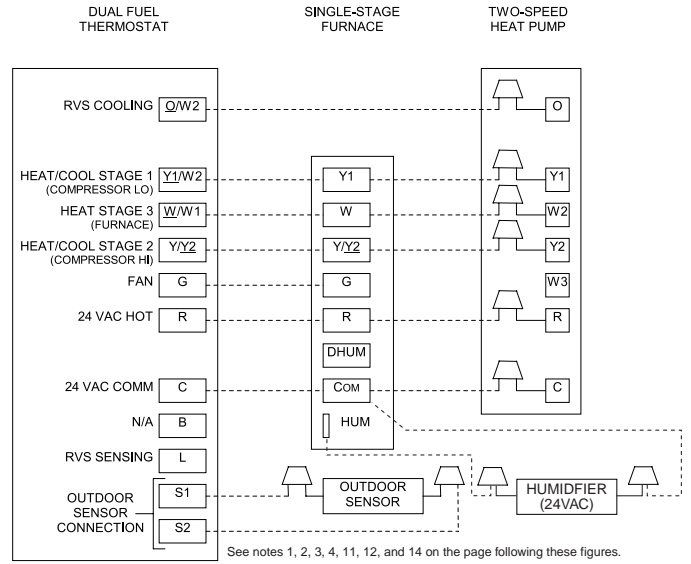 DUAL FUEL
THERMOSTAT
SINGLE-STAGE
FURNACE
TWO-SPEED
HEAT PUMP
RVS COOLING O/W2 O
HEAT/COOL STAGE 1 Y1/W2 Y1 Y1
(COMPRESSOR LO)
HEAT STAGE 3 W/W1 W W2
(FURNACE)
HEAT/COOL STAGE 2 Y/Y2 Y/Y2 Y2
(COMPRESSOR HI)
FAN G G W3
24 VAC HOT R R R
DHUM
24 VAC COMM C COM C
N/A B HUM
RVS SENSING L
OUTDOOR
SENSOR
CONNECTION
S1
S2
OUTDOOR
SENSOR
HUMIDFIER
(24VAC)
See notes 1, 2, 3, 4, 11, 12, and 14 on the page following these figures.